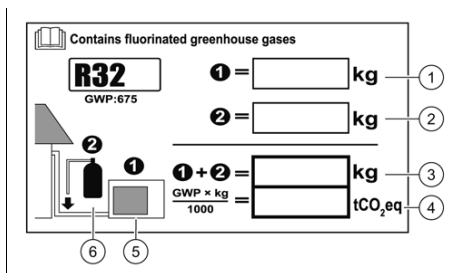 Contains fluorinated greenhouse gases
R32
GWP:675
❶= kg
1
❷= kg
2
❷
❶
❶+❷= kg
3
GWP × kg
1000
= tCO₂eq
4
6
5